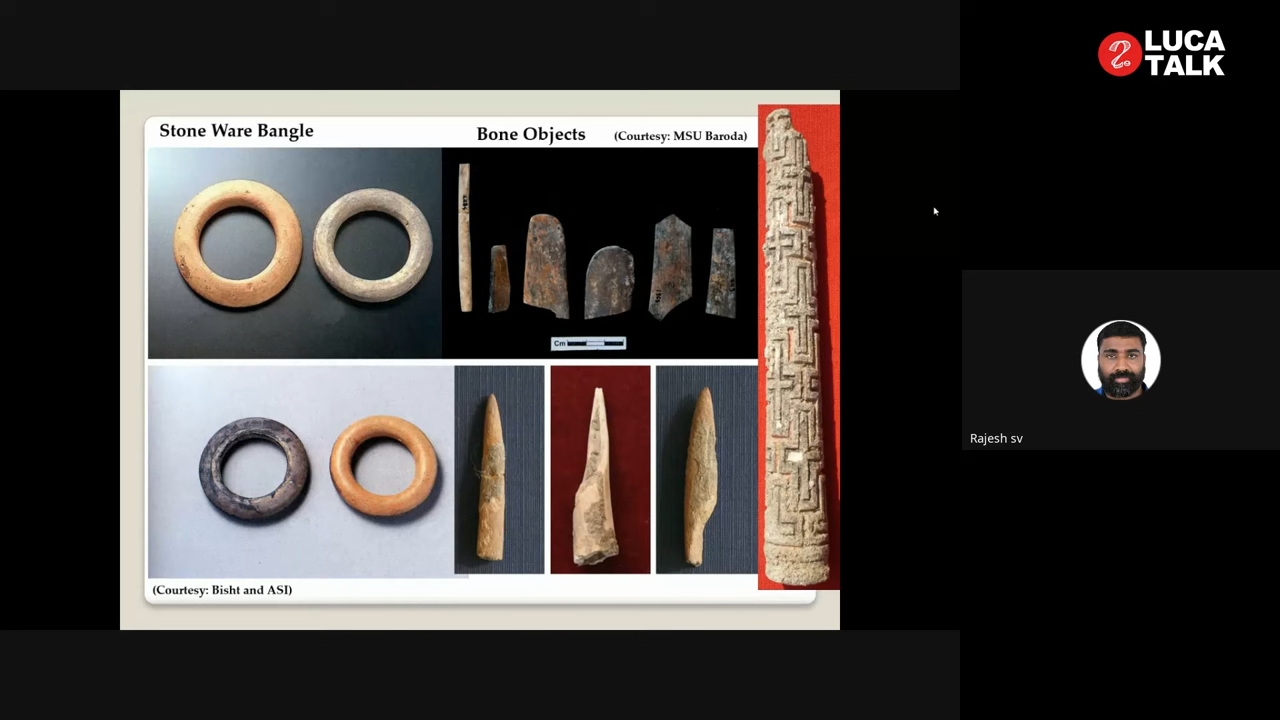 LUCA
TALK
Stone Ware Bangle
Bone Objects
(Courtesy: MSU Baroda)
Cm
(Courtesy: Bisht and ASI)
Rajesh sv